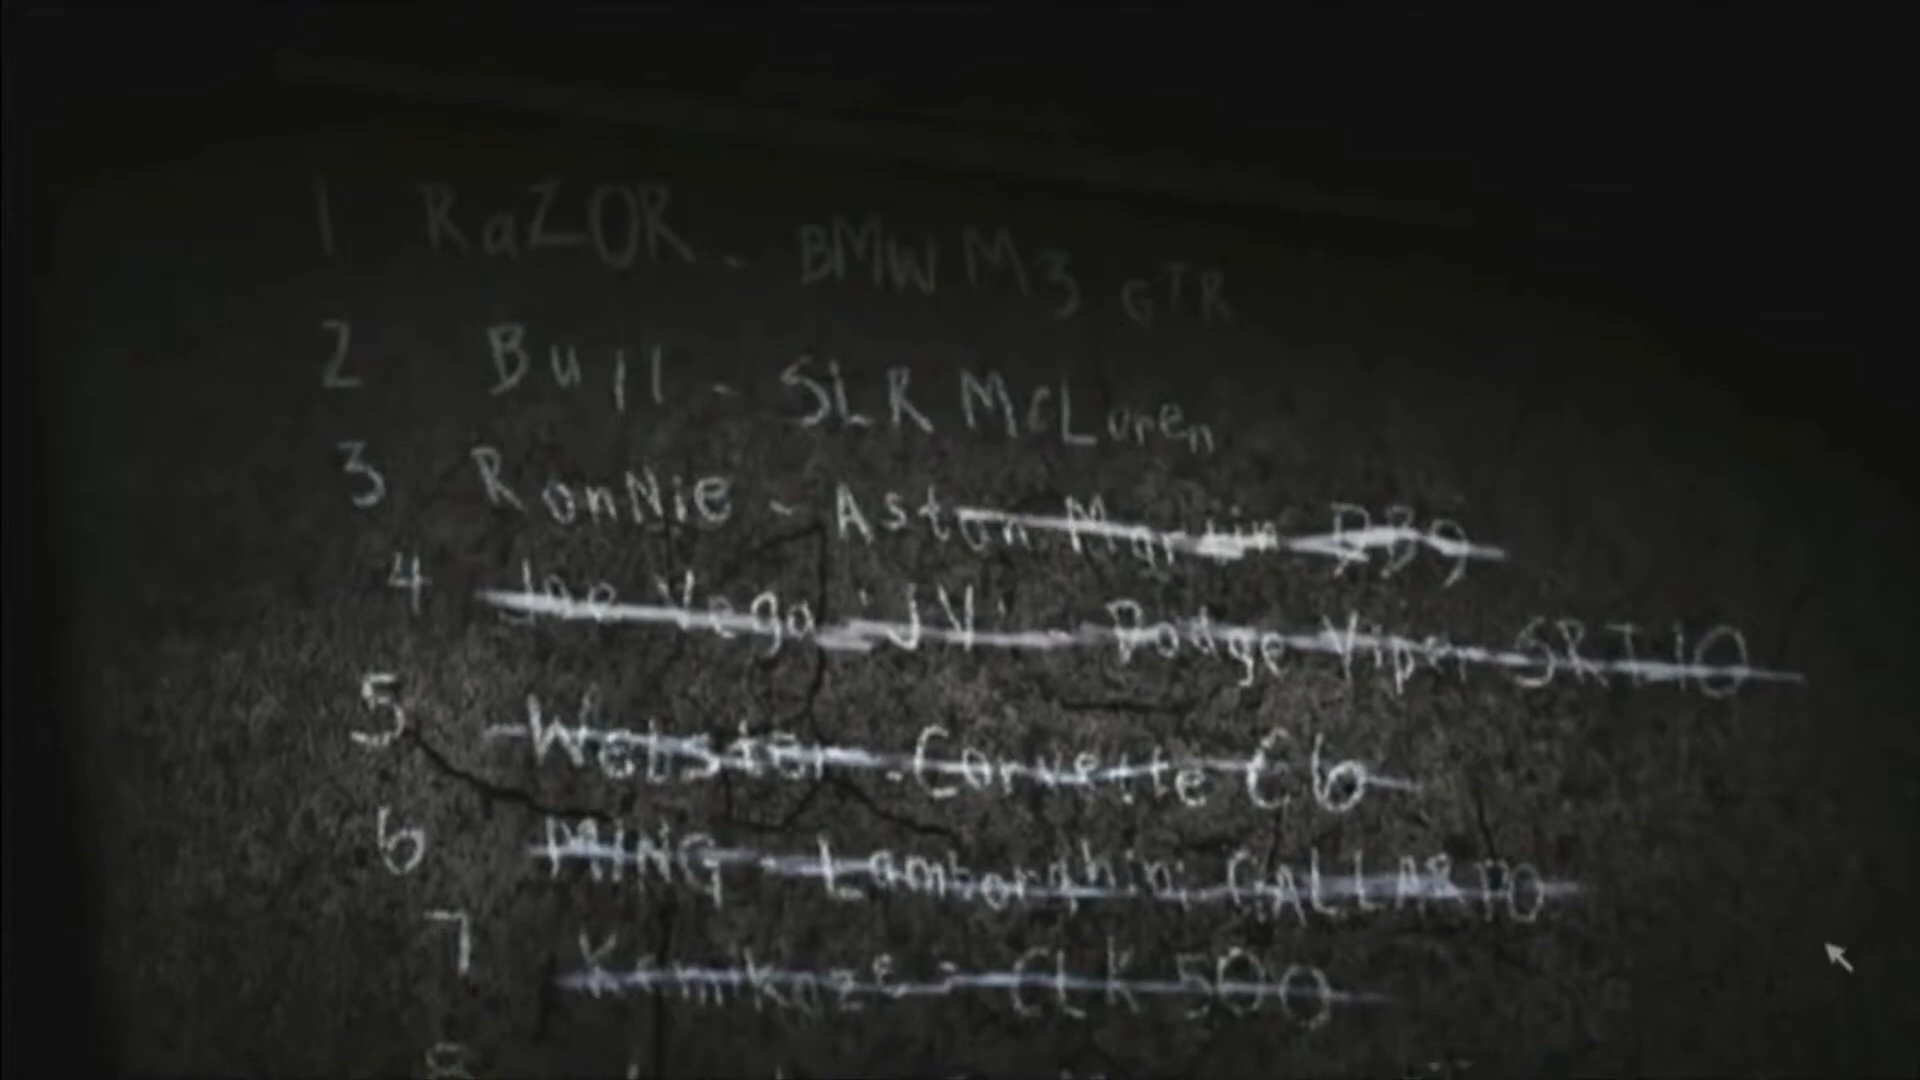 1 RaZOR - BMW M3 GTR
2 Bull - SLR McLaren
3 RonNie - Aston Martin DB9
4 Joe Vega 'JV' - Dodge Viper SRT10
5 Webster - Corvette C6
6 MING - Lamborghini GALLARDO
7 Kamikaze - CLK 500
8